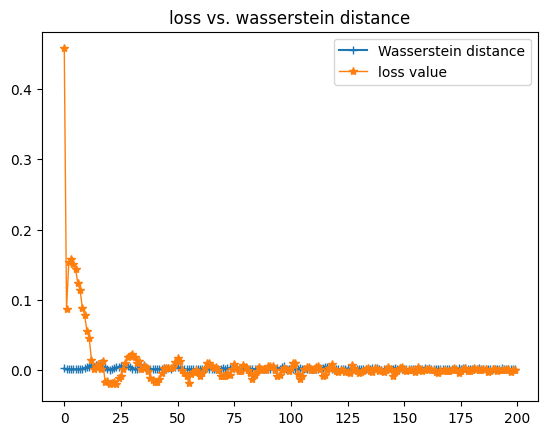 loss vs. wasserstein distance
Wasserstein distance
loss value
0.4
0.3
0.2
0.1
0.0
0 25 50 75 100 125 150 175 200